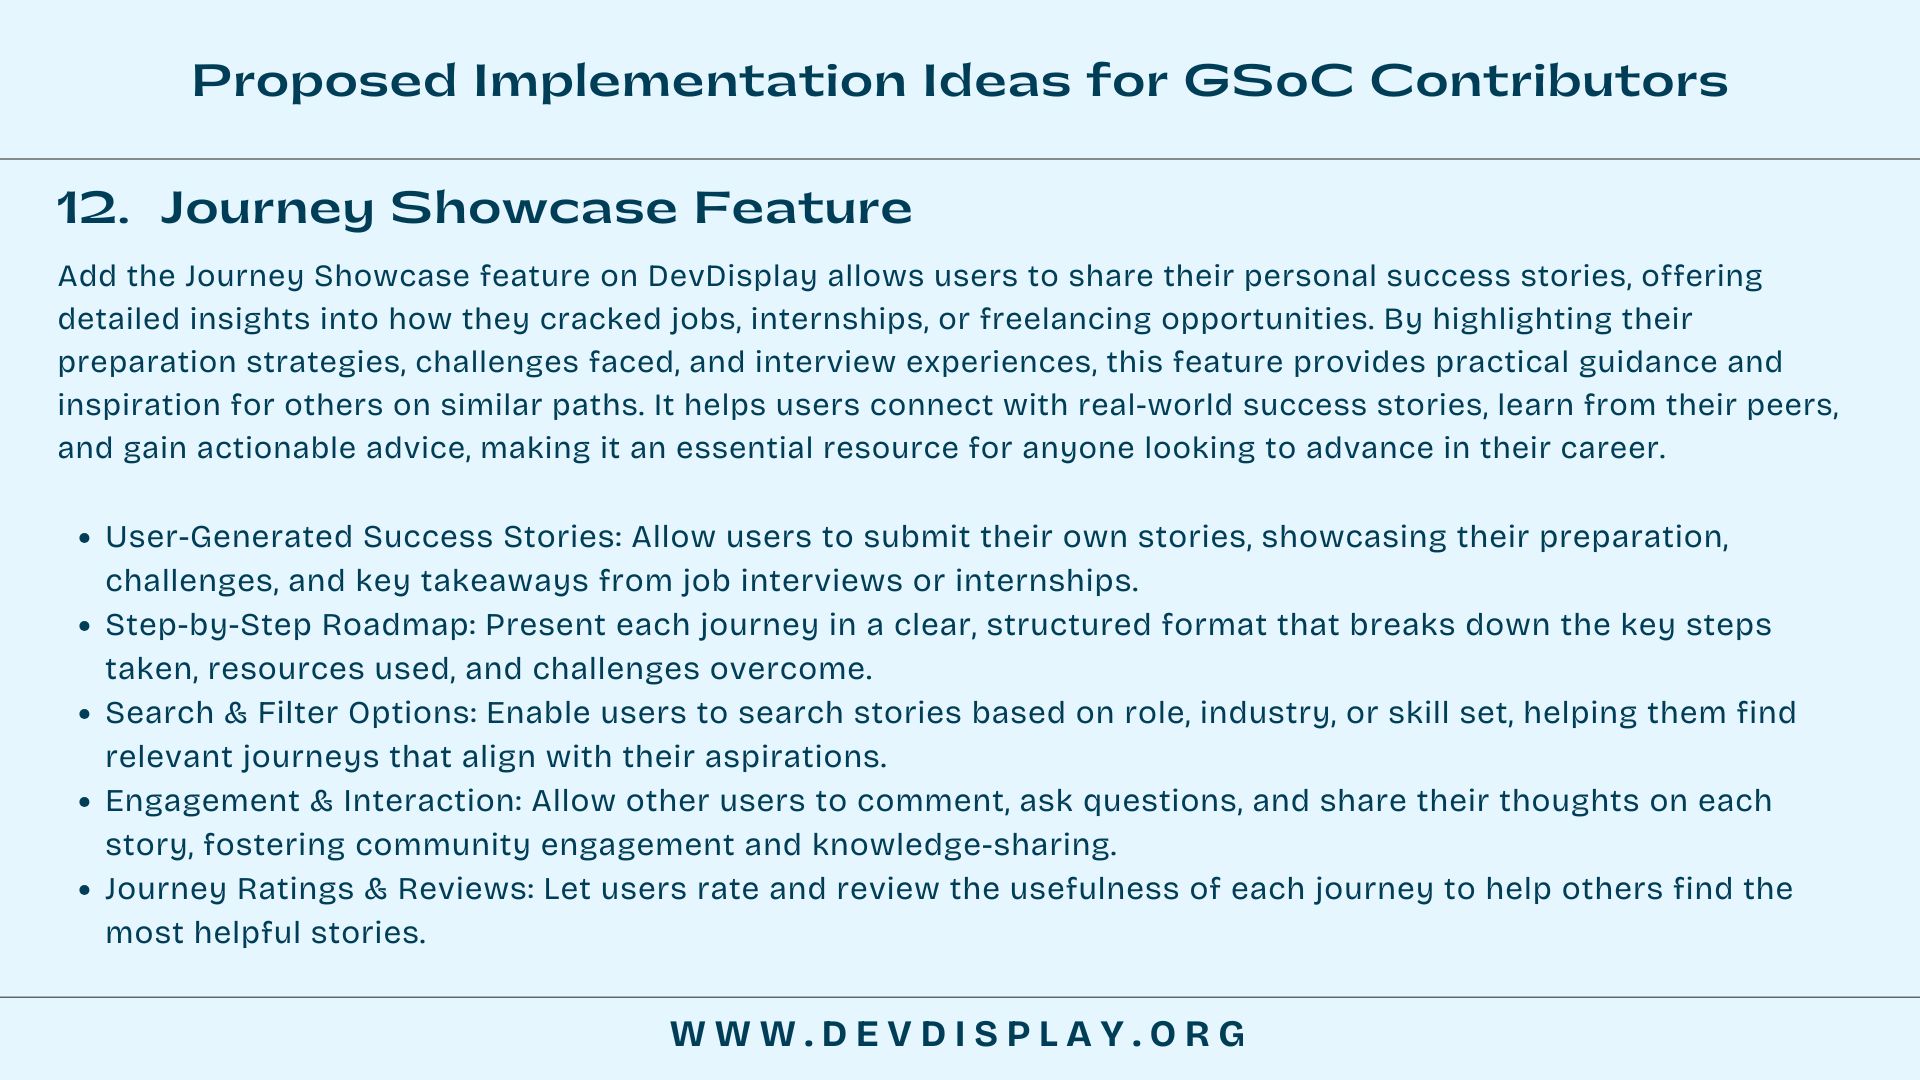 Proposed Implementation Ideas for GSoC Contributors
12. Journey Showcase Feature
Add the Journey Showcase feature on DevDisplay allows users to share their personal success stories, offering
detailed insights into how they cracked jobs, internships, or freelancing opportunities. By highlighting their
preparation strategies, challenges faced, and interview experiences, this feature provides practical guidance and
inspiration for others on similar paths. It helps users connect with real-world success stories, learn from their peers,
and gain actionable advice, making it an essential resource for anyone looking to advance in their career.
• User-Generated Success Stories: Allow users to submit their own stories, showcasing their preparation,
challenges, and key takeaways from job interviews or internships.
• Step-by-Step Roadmap: Present each journey in a clear, structured format that breaks down the key steps
taken, resources used, and challenges overcome.
• Search & Filter Options: Enable users to search stories based on role, industry, or skill set, helping them find
relevant journeys that align with their aspirations.
• Engagement & Interaction: Allow other users to comment, ask questions, and share their thoughts on each
story, fostering community engagement and knowledge-sharing.
• Journey Ratings & Reviews: Let users rate and review the usefulness of each journey to help others find the
most helpful stories.
WWW.DEVDISPLAY.ORG